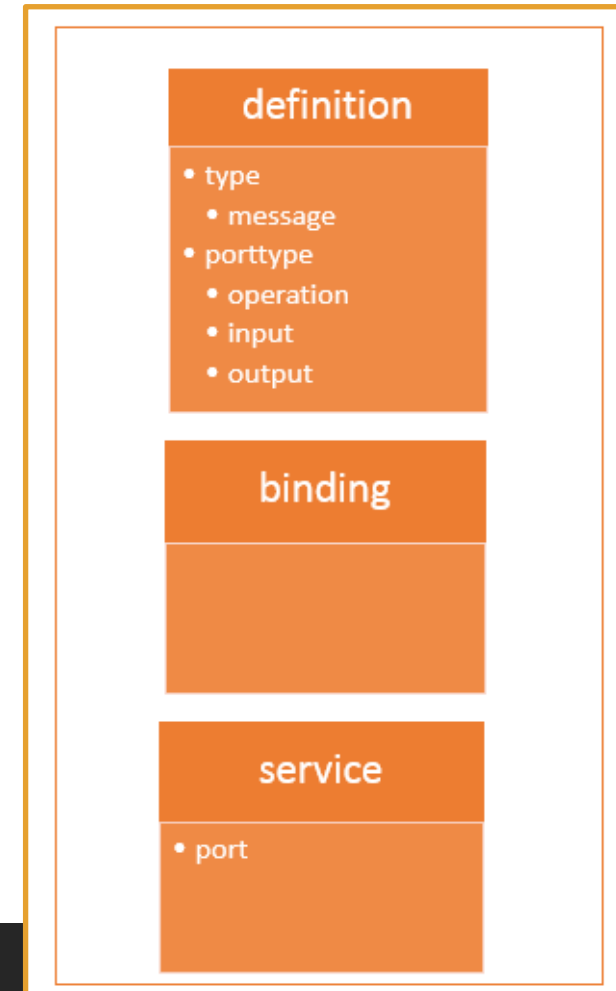 definition
• type
• message
• porttype
• operation
• input
• output
binding
service
• port